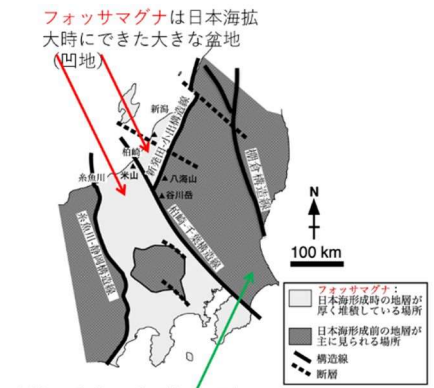 フォッサマグナは日本海拡
大時にできた大きな盆地
（凹地）
新潟
柏崎
糸魚川
米山
▲八海山
▲谷川岳
新発田-小出構造線
棚倉構造線
柏崎-千葉構造線
糸魚川-静岡構造線
N
100 km
フォッサマグナ：
日本海形成時の地層が
厚く堆積している場所
日本海形成前の地層が
主に見られる場所
構造線
断層